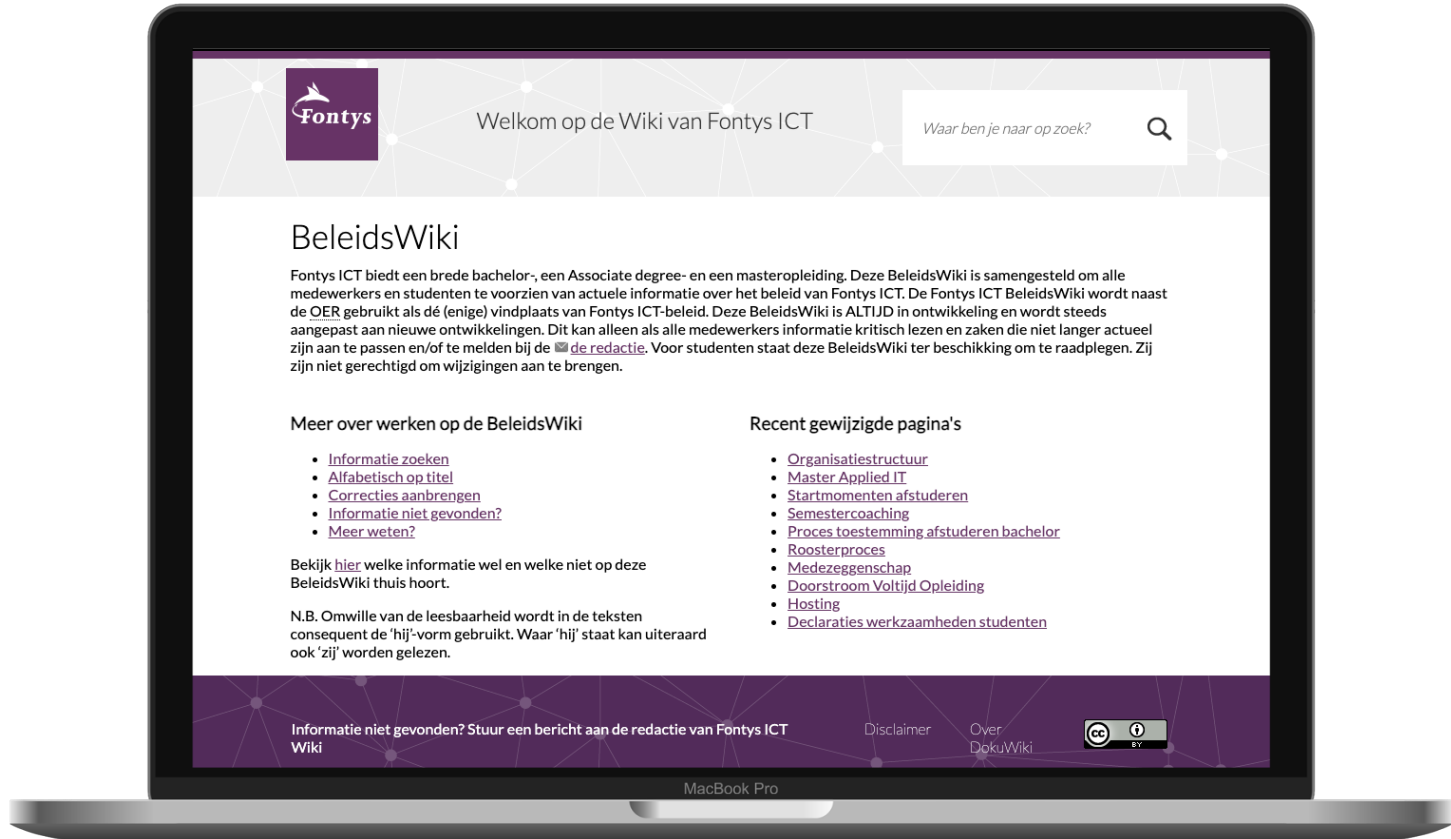 Fontys
Welkom op de Wiki van Fontys ICT
Waar ben je naar op zoek?
BeleidsWiki
Fontys ICT biedt een brede bachelor-, een Associate degree- en een masteropleiding. Deze BeleidsWiki is samengesteld om alle
medewerkers en studenten te voorzien van actuele informatie over het beleid van Fontys ICT. De Fontys ICT BeleidsWiki wordt naast
de OER gebruikt als dé (enige) vindplaats van Fontys ICT-beleid. Deze BeleidsWiki is ALTIJD in ontwikkeling en wordt steeds
aangepast aan nieuwe ontwikkelingen. Dit kan alleen als alle medewerkers informatie kritisch lezen en zaken die niet langer actueel
zijn aan te passen en/of te melden bij de de redactie. Voor studenten staat deze BeleidsWiki ter beschikking om te raadplegen. Zij
zijn niet gerechtigd om wijzigingen aan te brengen.
Meer over werken op de BeleidsWiki
Informatie zoeken
Alfabetisch op titel
Correcties aanbrengen
Informatie niet gevonden?
Meer weten?
Bekijk hier welke informatie wel en welke niet op deze
BeleidsWiki thuis hoort.
N.B. Omwille van de leesbaarheid wordt in de teksten
consequent de ‘hij’-vorm gebruikt. Waar ‘hij’ staat kan uiteraard
ook ‘zij’ worden gelezen.
Recent gewijzigde pagina's
Organisatiestructuur
Master Applied IT
Startmomenten afstuderen
Semestercoaching
Proces toestemming afstuderen bachelor
Roosterproces
Medezeggenschap
Doorstroom Voltijd Opleiding
Hosting
Declaraties werkzaamheden studenten
Informatie niet gevonden? Stuur een bericht aan de redactie van Fontys ICT
Wiki
Disclaimer
Over
DokuWiki
cc
BY
MacBook Pro